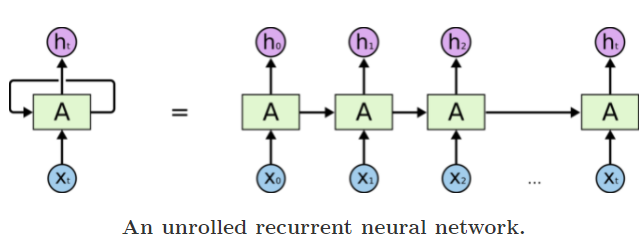 hₜ h₀ h₁ h₂ hₜ
A = A A A A
xₜ x₀ x₁ x₂ ... xₜ
An unrolled recurrent neural network.